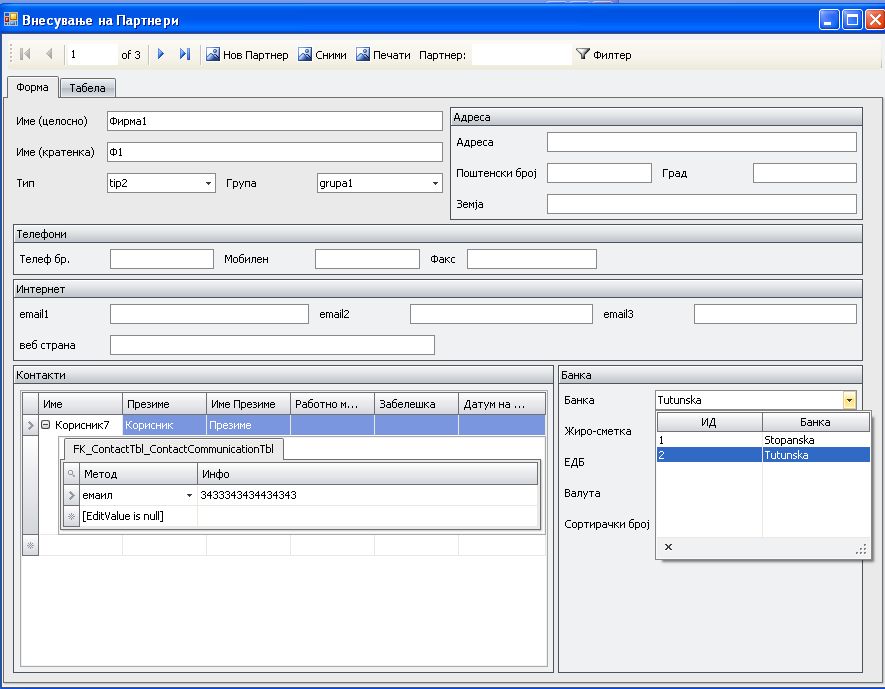 Внесување на Партнери
1 of 3 Нов Партнер Сними Печати Партнер: Филтер
Форма Табела
Име (целосно) Фирма1
Име (кратенка) Ф1
Тип tip2 Група grupa1
Адреса
Адреса
Поштенски број Град
Земја
Телефони
Телеф бр. Мобилен Факс
Интернет
email1 email2 email3
веб страна
Контакти
Име Презиме Име Презиме Работно м... Забелешка Датум на ...
Корисник7 Корисник Презиме
FK_ContactTbl_ContactCommunicationTbl
Метод Инфо
емаил 3433343434434343
[EditValue is null]
Банка
Банка Tutunska
Жиро-сметка
ЕДБ
Валута
Сортирачки број
ИД Банка
1 Stopanska
2 Tutunska